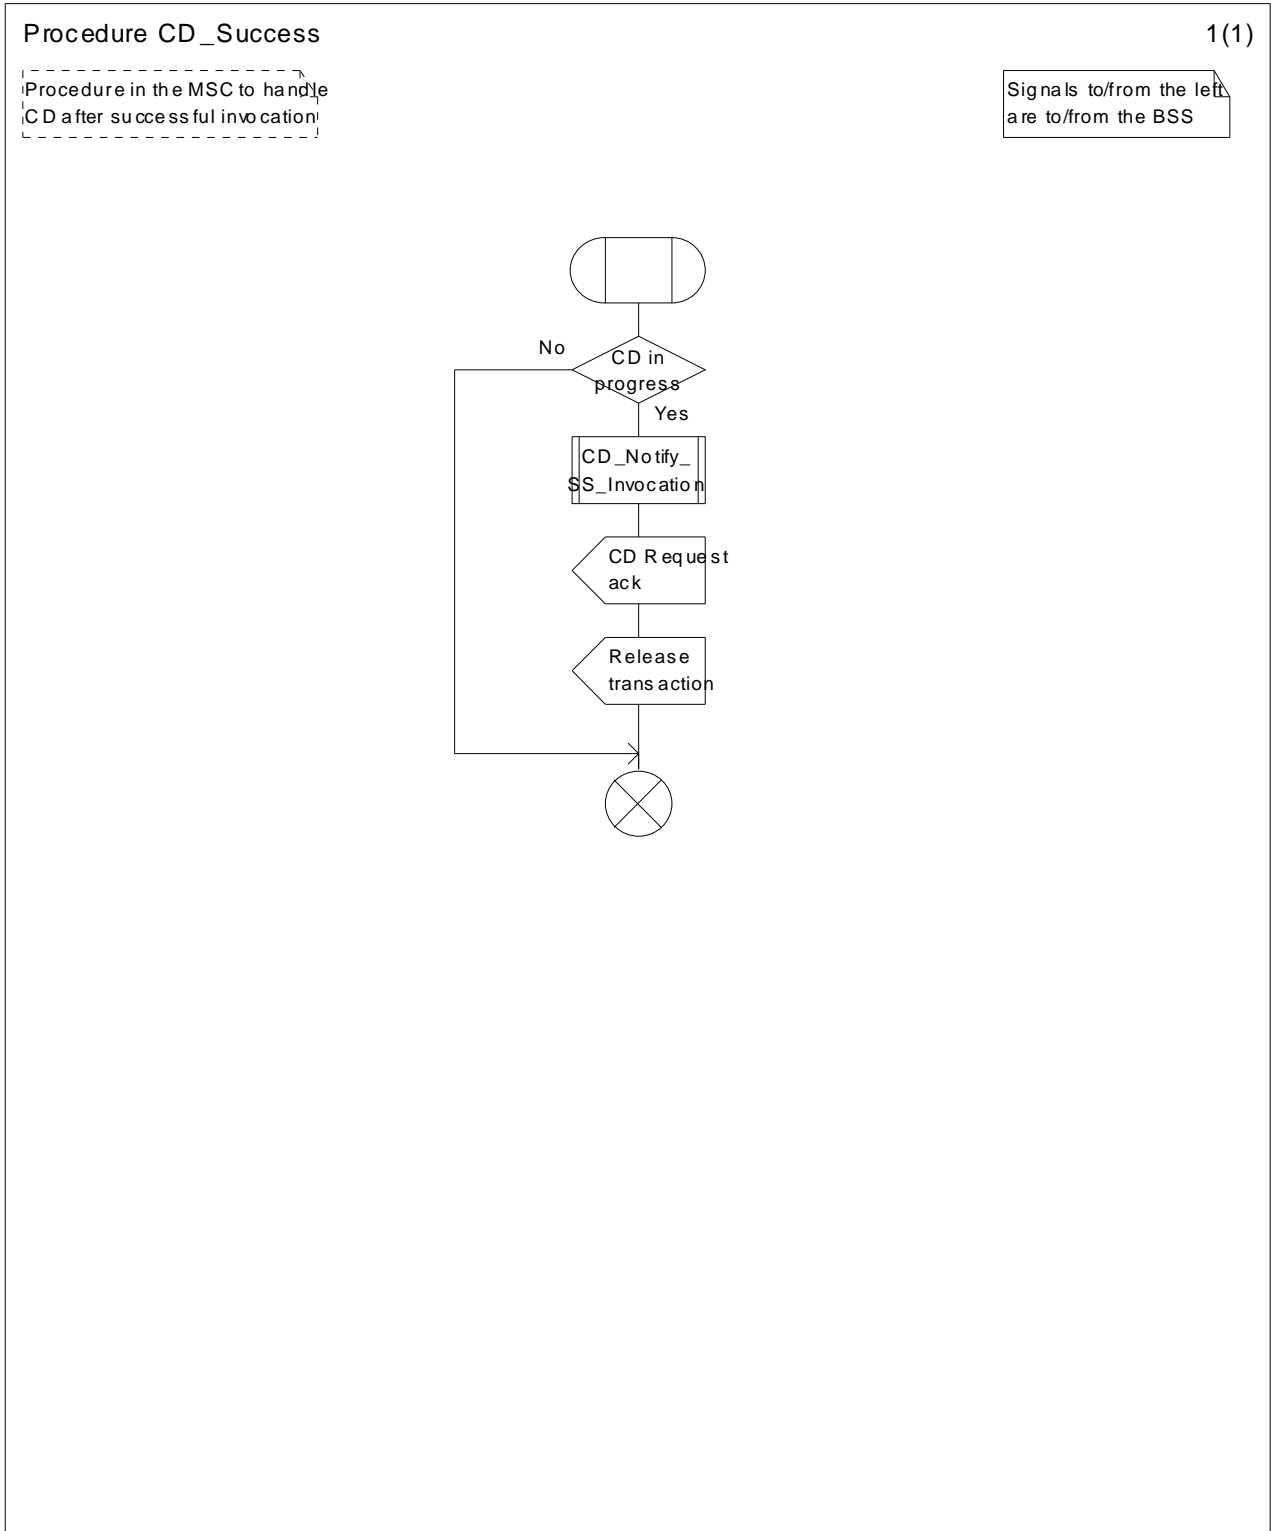 Procedure CD_Success
1(1)
Procedure in the MSC to handle
CD after successful invocation
Signals to/from the left
are to/from the BSS
No
CD in
progress
Yes
CD_Notify_
SS_Invocation
CD Request
ack
Release
transaction